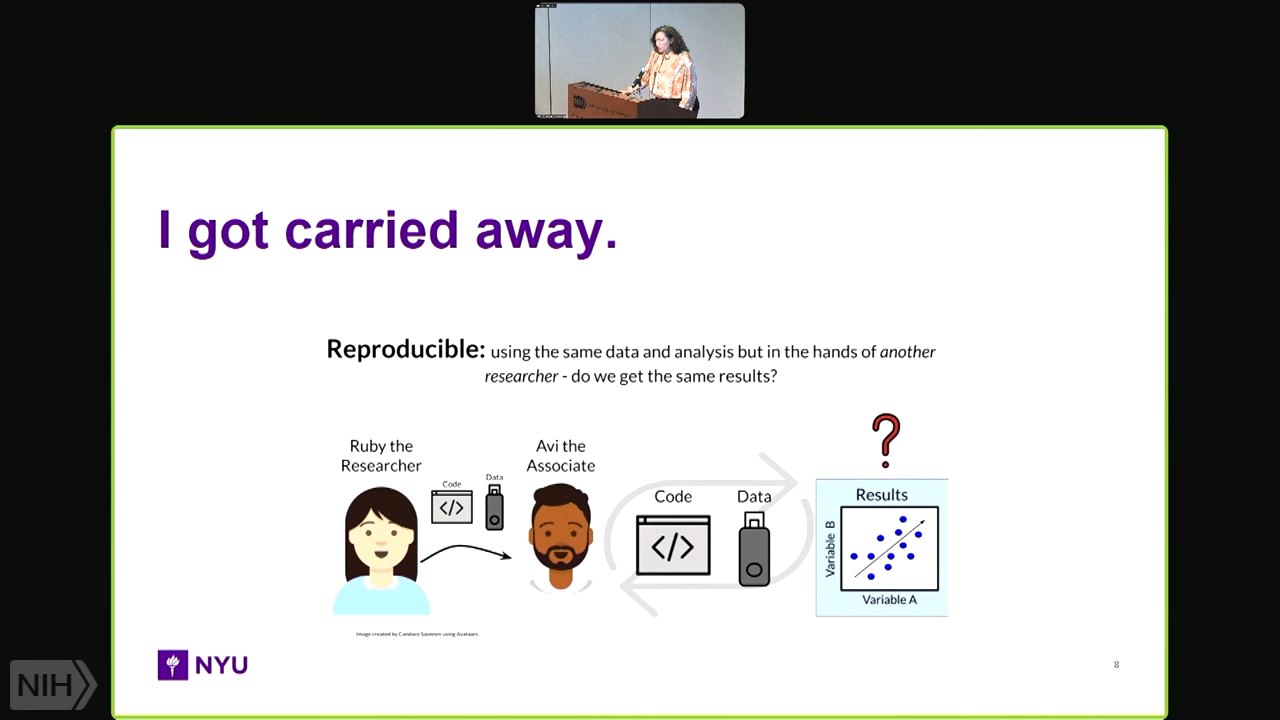 I got carried away.
Reproducible: using the same data and analysis but in the hands of another
researcher - do we get the same results?
Ruby the
Researcher
Code
Data
Avi the
Associate
Code
Data
?
Results
Variable B
Variable A
Image created by Candace Savonen using Avataars
NYU
8
NIH